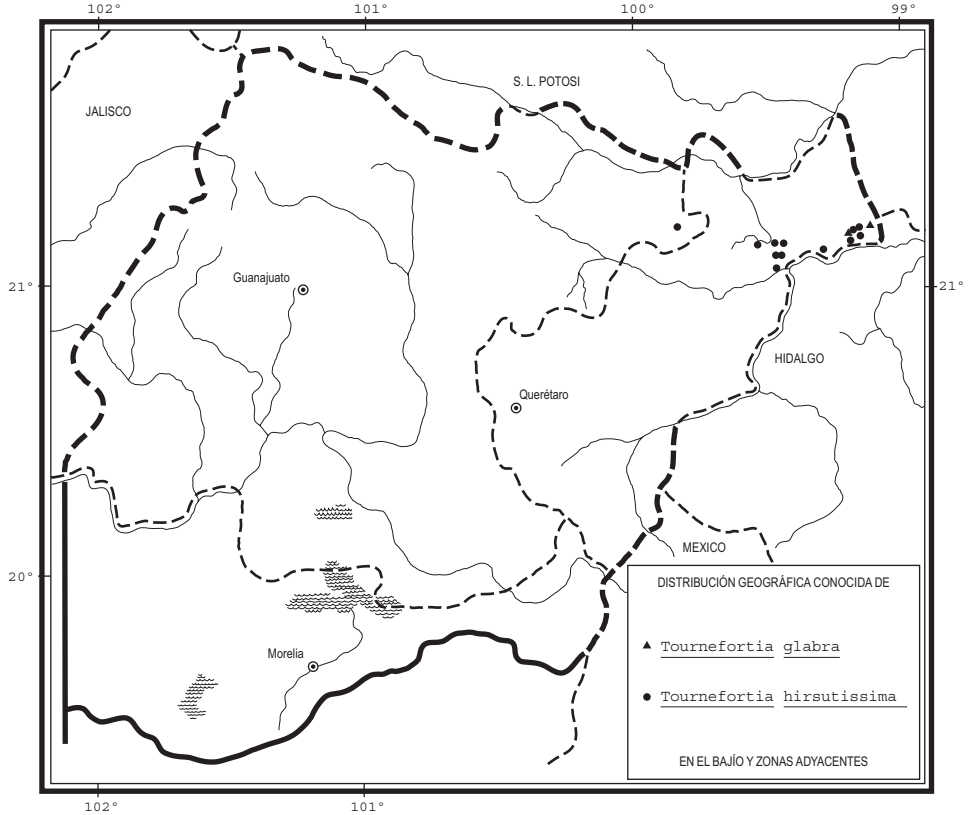 102° 101° 100° 99°
S. L. POTOSI
JALISCO
Guanajuato
21° 21°
HIDALGO
Querétaro
MEXICO
20°
DISTRIBUCIÓN GEOGRÁFICA CONOCIDA DE
Tournefortia glabra
Morelia
Tournefortia hirsutissima
EN EL BAJÍO Y ZONAS ADYACENTES
102° 101°